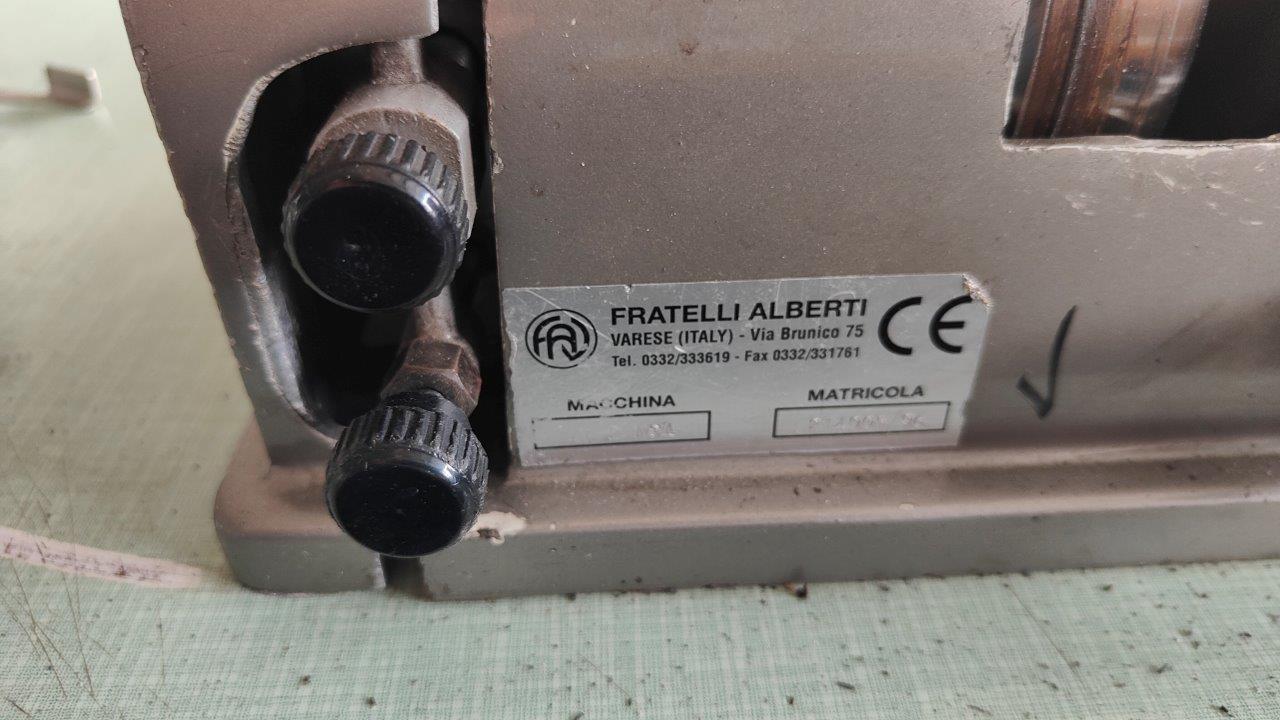 FRATELLI ALBERTI
VARESE (ITALY) - Via Brunico 75
Tel. 0332/333619 - Fax 0332/331761
CE
MACCHINA
MATRICOLA